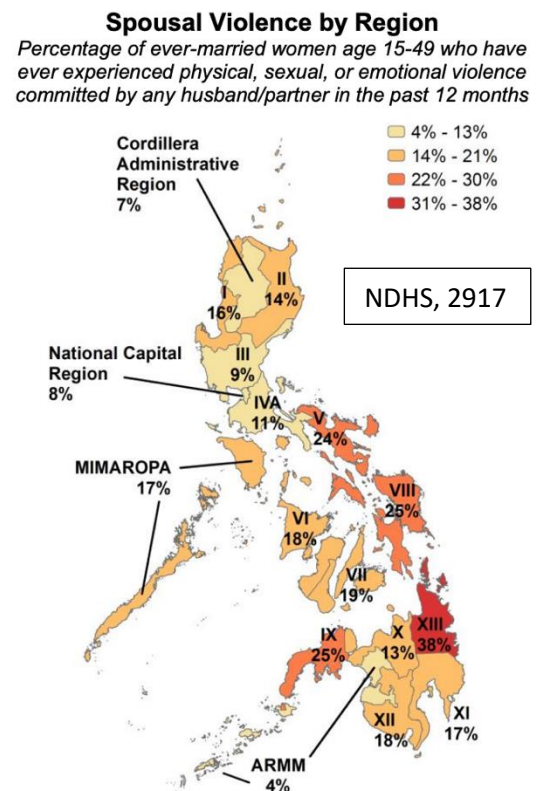 Spousal Violence by Region
Percentage of ever-married women age 15-49 who have
ever experienced physical, sexual, or emotional violence
committed by any husband/partner in the past 12 months
4% - 13%
14% - 21%
22% - 30%
31% - 38%
Cordillera
Administrative
Region
7%
NDHS, 2917
II
14%
I
16%
National Capital
Region
8%
III
9%
IVA
11%
V
24%
MIMAROPA
17%
VIII
25%
VI
18%
VII
19%
IX
25%
X
13%
XIII
38%
XII
18%
XI
17%
ARMM
4%